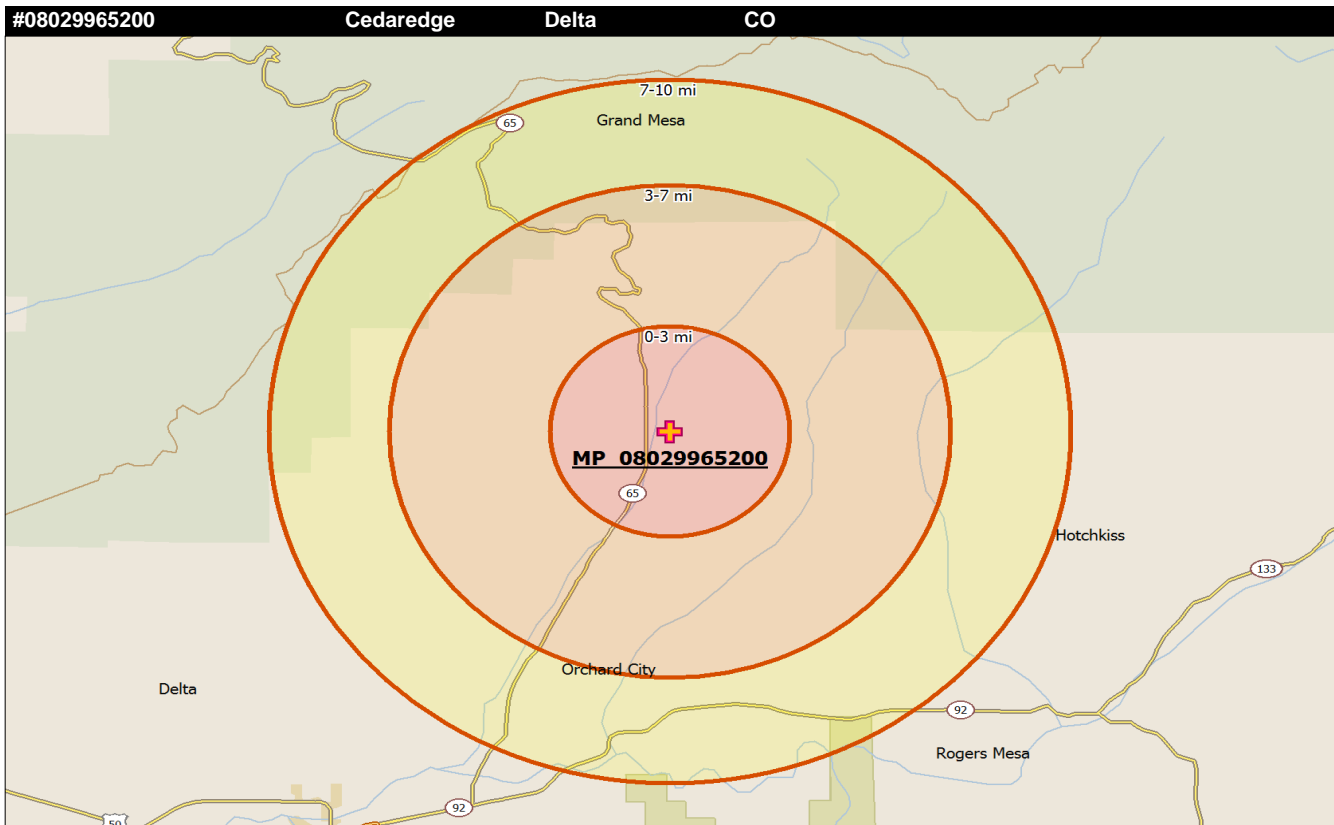 #08029965200 Cedaredge Delta CO
7-10 mi
65
Grand Mesa
3-7 mi
0-3 mi
MP 08029965200
65
Hotchkiss
133
Orchard City
Delta
92
Rogers Mesa
92
50